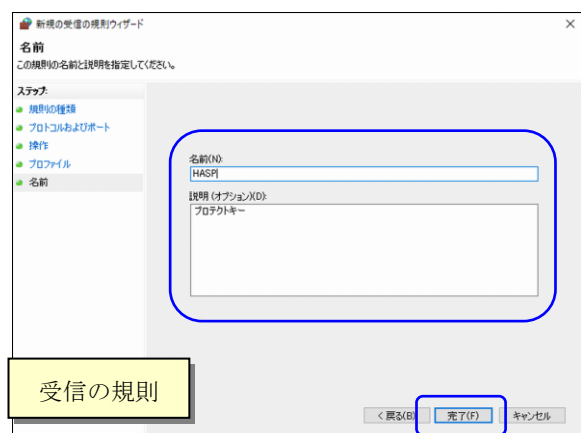 新規の受信の規則ウィザード
名前
この規則の名前と説明を指定してください。
ステップ:
規則の種類
プロトコルおよびポート
操作
プロファイル
名前
名前(N):
HASP
説明 (オプション)(D):
プロテクトキー
受信の規則
< 戻る(B)
完了(F)
キャンセル